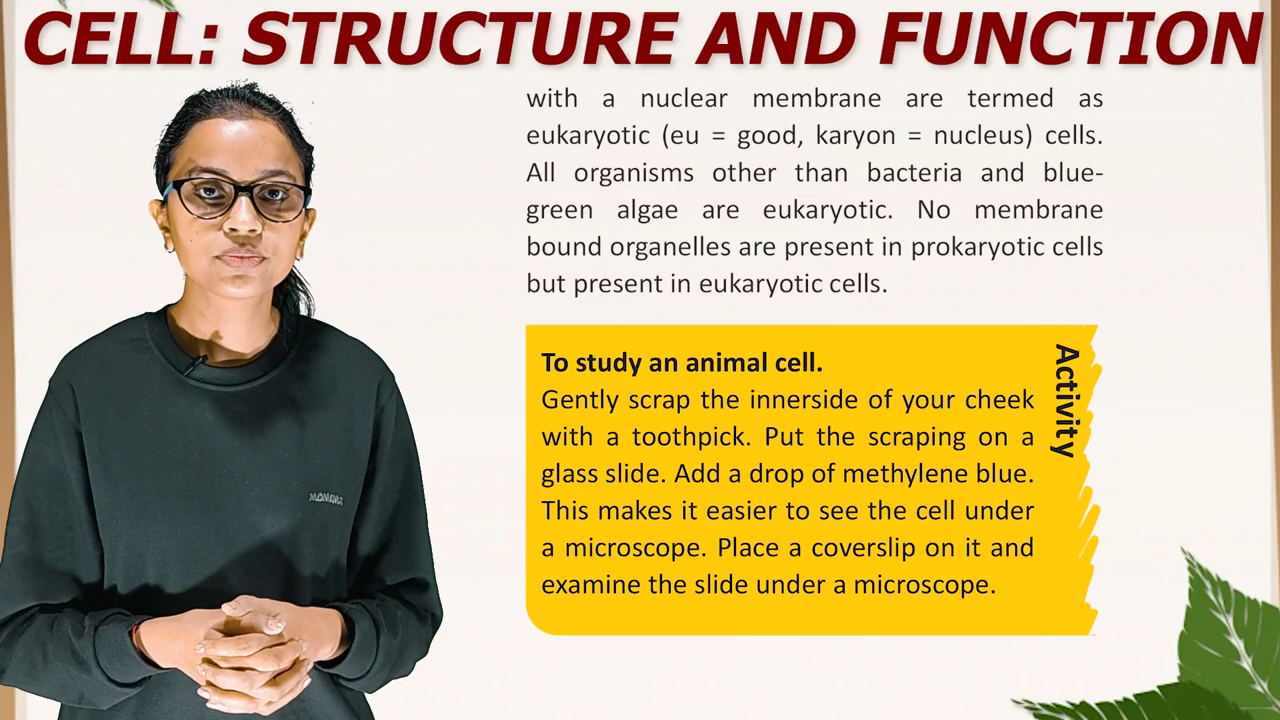 CELL: STRUCTURE AND FUNCTION
with a nuclear membrane are termed as
eukaryotic (eu = good, karyon = nucleus) cells.
All organisms other than bacteria and blue-
green algae are eukaryotic. No membrane
bound organelles are present in prokaryotic cells
but present in eukaryotic cells.
To study an animal cell.
Gently scrap the innerside of your cheek
with a toothpick. Put the scraping on a
glass slide. Add a drop of methylene blue.
This makes it easier to see the cell under
a microscope. Place a coverslip on it and
examine the slide under a microscope.
Activity